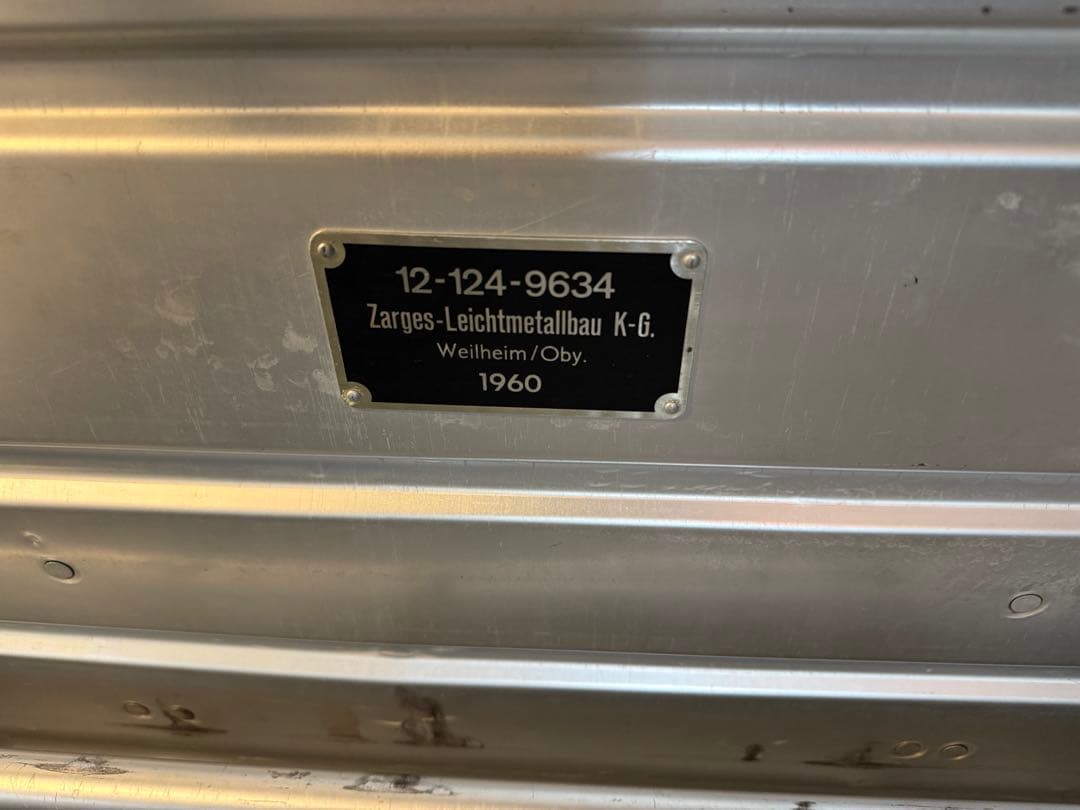 12-124-9634
Zarges-Leichtmetallbau K-G.
Weilheim/Oby.
1960